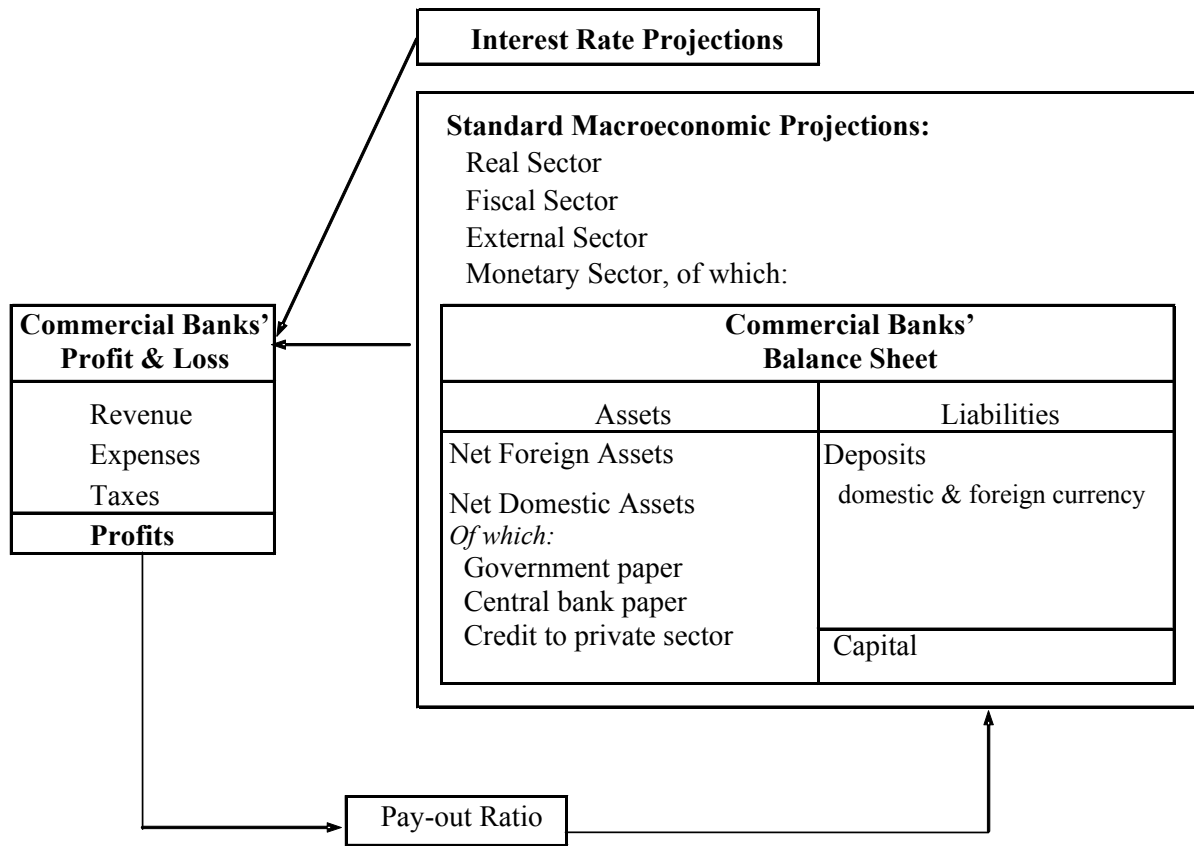 Interest Rate Projections
Standard Macroeconomic Projections:
Real Sector
Fiscal Sector
External Sector
Monetary Sector, of which:
Commercial Banks’
Profit & Loss
Revenue
Expenses
Taxes
Profits
Commercial Banks’
Balance Sheet
Assets
Liabilities
Net Foreign Assets
Net Domestic Assets
Of which:
Government paper
Central bank paper
Credit to private sector
Deposits
domestic & foreign currency
Capital
Pay-out Ratio